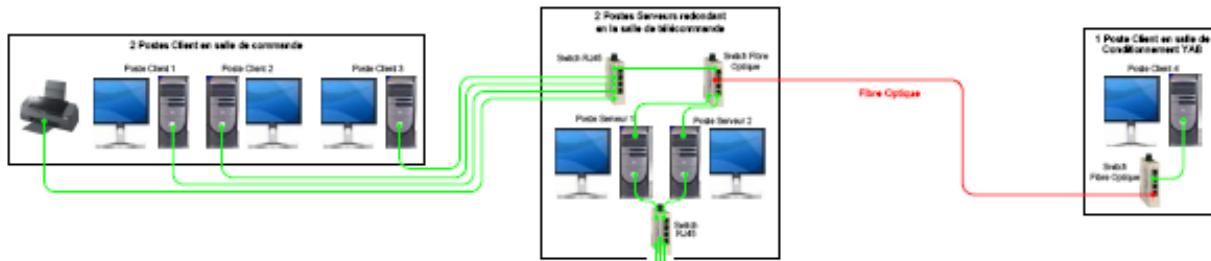 2 Postes Client en salle de commande
Poste Client 1
Poste Client 2
Poste Client 3
2 Postes Serveurs redondant
en la salle de télécommande
Switch RJ45
Switch Fibre
Optique
Poste Serveur 1
Poste Serveur 2
Switch
RJ45
Fibre Optique
1 Poste Client en salle de
Conditionnement YAB
Poste Client 4
Switch
Fibre Optique